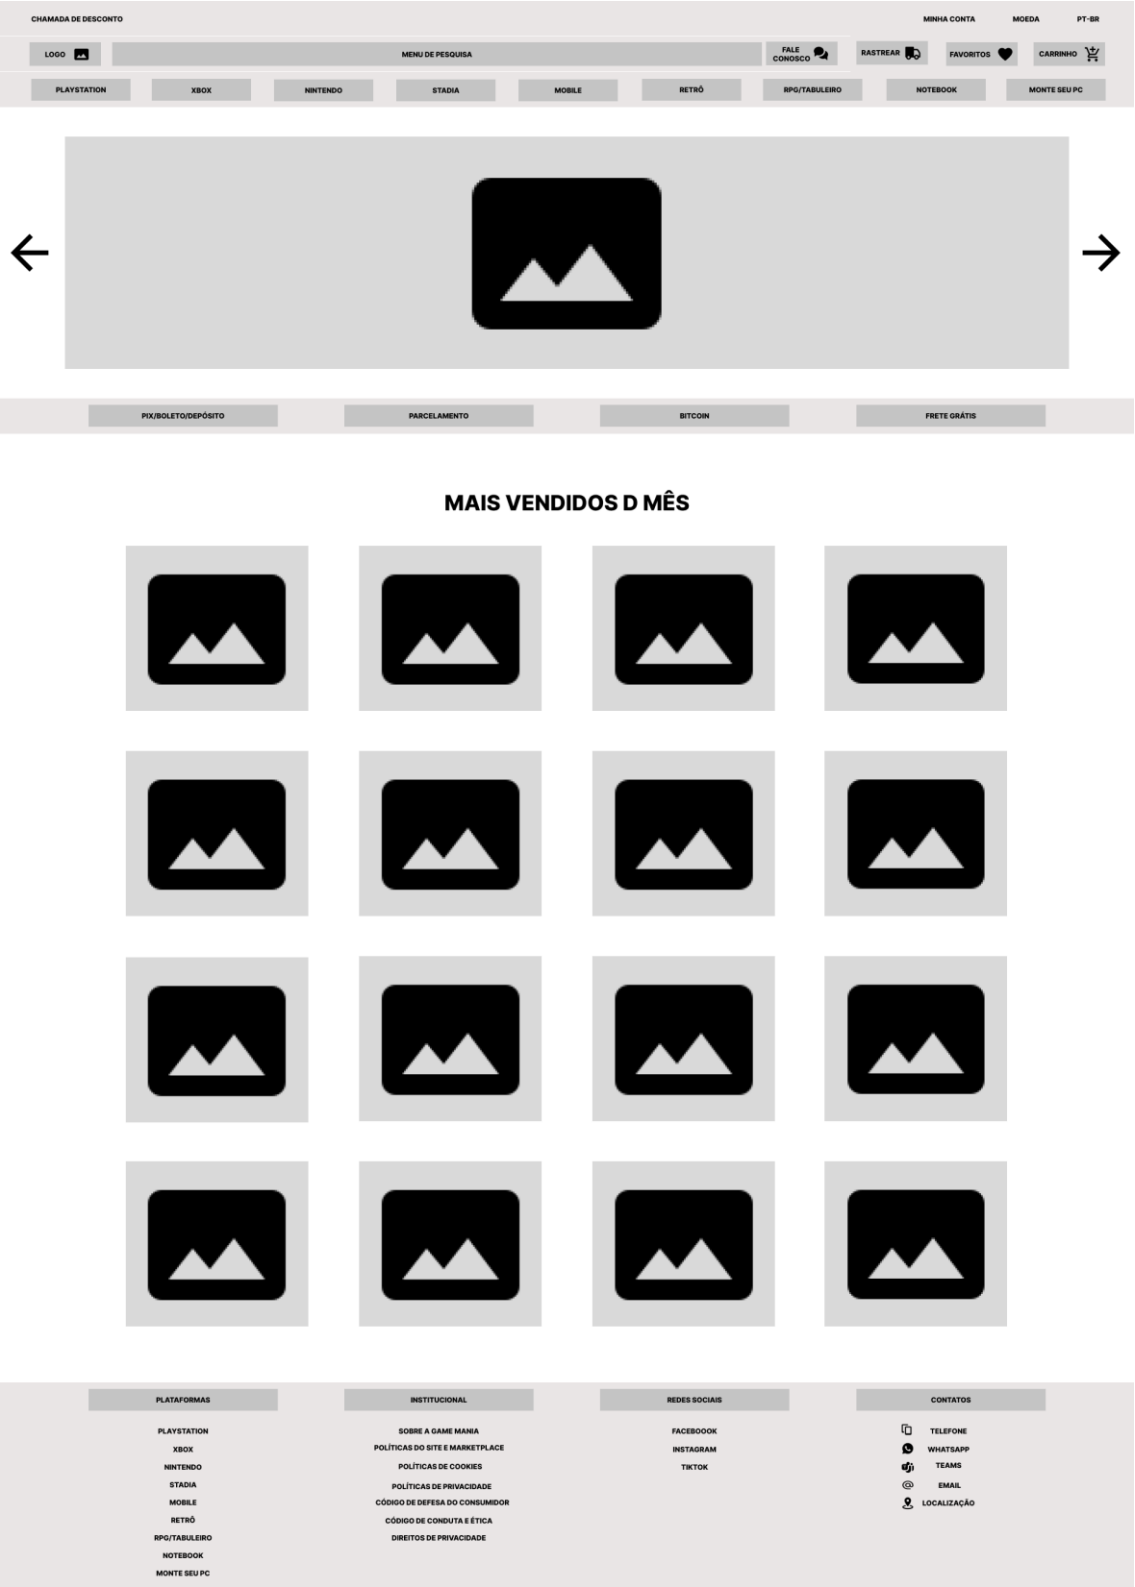 CHAMADA DE DESCONTO
MINHA CONTA
MOEDA
PT-BR
LOGO
MENU DE PESQUISA
FALE
CONOSCO
RASTREAR
FAVORITOS
CARRINHO
PLAYSTATION
XBOX
NINTENDO
STADIA
MOBILE
RETRÔ
RPG/TABULEIRO
NOTEBOOK
MONTE SEU PC
PIX/BOLETO/DEPÓSITO
PARCELAMENTO
BITCOIN
FRETE GRÁTIS
MAIS VENDIDOS D MÊS
PLATAFORMAS
PLAYSTATION
XBOX
NINTENDO
STADIA
MOBILE
RETRÔ
RPG/TABULEIRO
NOTEBOOK
MONTE SEU PC
INSTITUCIONAL
SOBRE A GAME MANIA
POLÍTICAS DO SITE E MARKETPLACE
POLÍTICAS DE COOKIES
POLÍTICAS DE PRIVACIDADE
CÓDIGO DE DEFESA DO CONSUMIDOR
CÓDIGO DE CONDUTA E ÉTICA
DIREITOS DE PRIVACIDADE
REDES SOCIAIS
FACEBOOOK
INSTAGRAM
TIKTOK
CONTATOS
TELEFONE
WHATSAPP
TEAMS
EMAIL
LOCALIZAÇÃO